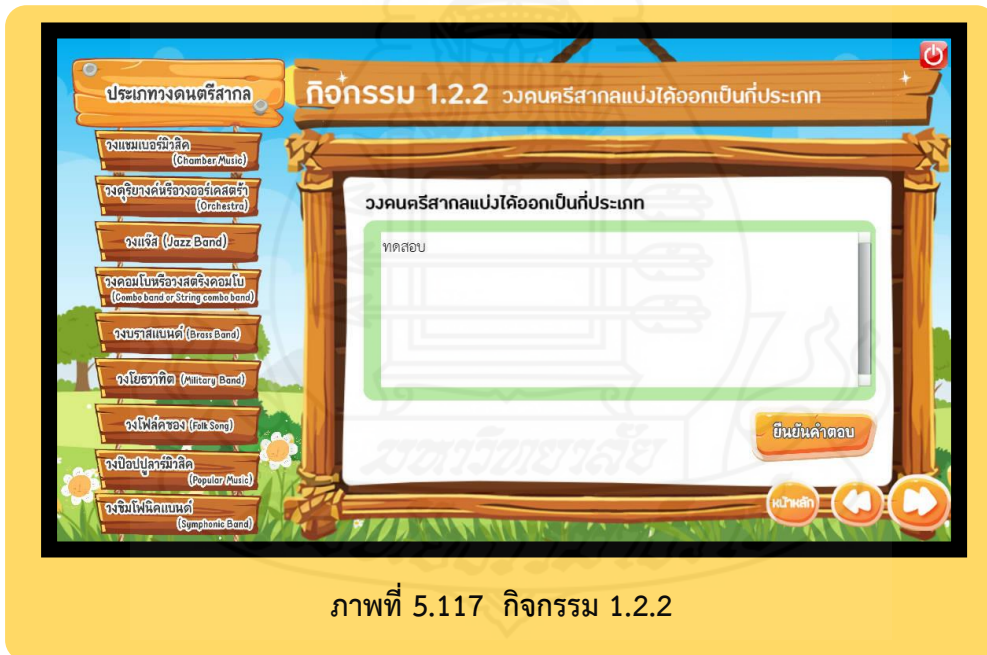 ประเภทวงดนตรีสากล
วงแชมเบอร์มิวสิค
(Chamber Music)
วงดุริยางค์หรือวงออร์เคสตร้า
(Orchestra)
วงแจ๊ส (Jazz Band)
วงคอมโบหรือวงสตริงคอมโบ
(Combo band or String combo band)
วงบราสแบนด์ (Brass Band)
วงโยธวาทิต (Military Band)
วงโฟล์คซอง (Folk Song)
วงป๊อปปูลาร์มิวสิค
(Popular Music)
วงซิมโฟนิคแบนด์
(Symphonic Band)
กิจกรรม 1.2.2 วงดนตรีสากลแบ่งได้ออกเป็นกี่ประเภท
วงดนตรีสากลแบ่งได้ออกเป็นกี่ประเภท
ทดสอบ
ยืนยันคำตอบ
หน้าหลัก
ภาพที่ 5.117 กิจกรรม 1.2.2